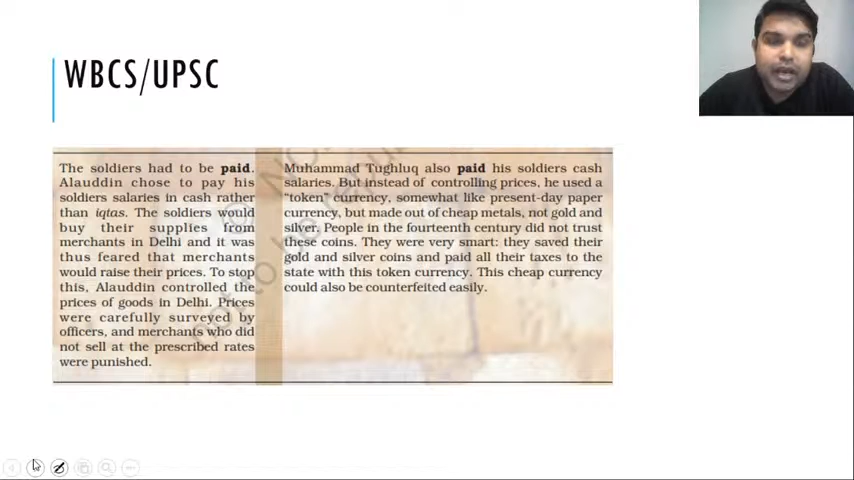 WBCS/UPSC
The soldiers had to be paid.
Alauddin chose to pay his
soldiers salaries in cash rather
than iqtas. The soldiers would
buy their supplies from
merchants in Delhi and it was
thus feared that merchants
would raise their prices. To stop
this, Alauddin controlled the
prices of goods in Delhi. Prices
were carefully surveyed by
officers, and merchants who did
not sell at the prescribed rates
were punished.
Muhammad Tughluq also paid his soldiers cash
salaries. But instead of controlling prices, he used a
"token" currency, somewhat like present-day paper
currency, but made out of cheap metals, not gold and
silver. People in the fourteenth century did not trust
these coins. They were very smart: they saved their
gold and silver coins and paid all their taxes to the
state with this token currency. This cheap currency
could also be counterfeited easily.
not to be